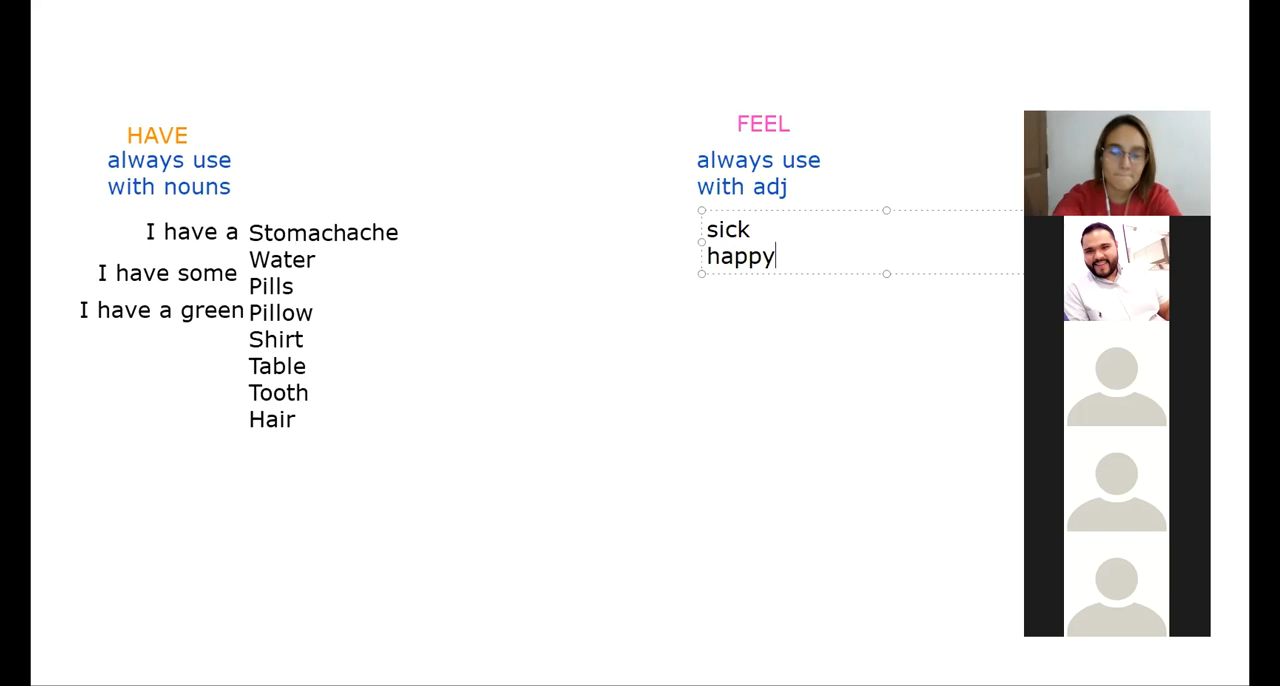 HAVE
always use
with nouns
I have a Stomachache
Water
I have some
Pills
I have a green Pillow
Shirt
Table
Tooth
Hair
FEEL
always use
with adj
sick
happy